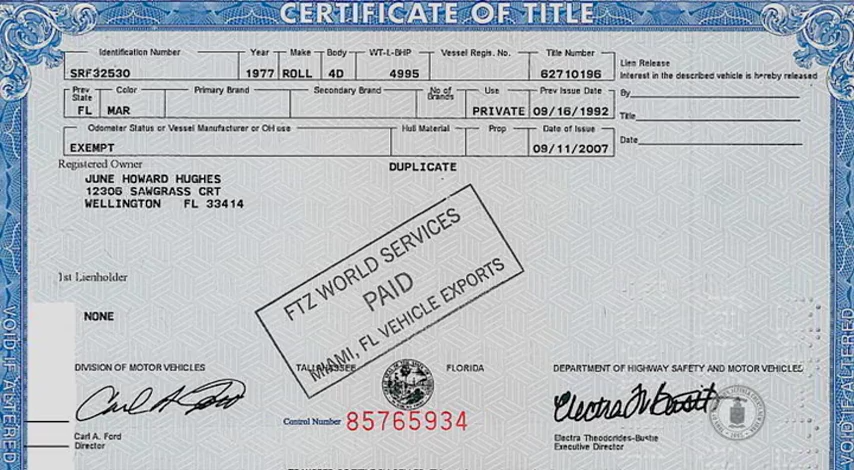 CERTIFICATE OF TITLE
Identification Number Year Make Body WT-L-BHP Vessel Regis. No. Title Number
SRF32530 1977 ROLL 4D 4995 62710196
Lien Release
Interest in the described vehicle is hereby released
Prev State Color Primary Brand Secondary Brand No of Brands Use Prev Issue Date
FL MAR PRIVATE 09/16/1992
By
Title
Odometer Status or Vessel Manufacturer or OH use Hull Material Prop Date of Issue
EXEMPT 09/11/2007
Date
Registered Owner
DUPLICATE
JUNE HOWARD HUGHES
12306 SAWGRASS CRT
WELLINGTON FL 33414
FTZ WORLD SERVICES
PAID
MIAMI, FL VEHICLE EXPORTS
1st Lienholder
NONE
DIVISION OF MOTOR VEHICLES TALLAHASSEE FLORIDA DEPARTMENT OF HIGHWAY SAFETY AND MOTOR VEHICLES
Control Number 85765934
Carl A. Ford
Director
Electra Theodorides-Bustle
Executive Director
VOID IF ALTERED
VOID IF ALTERED